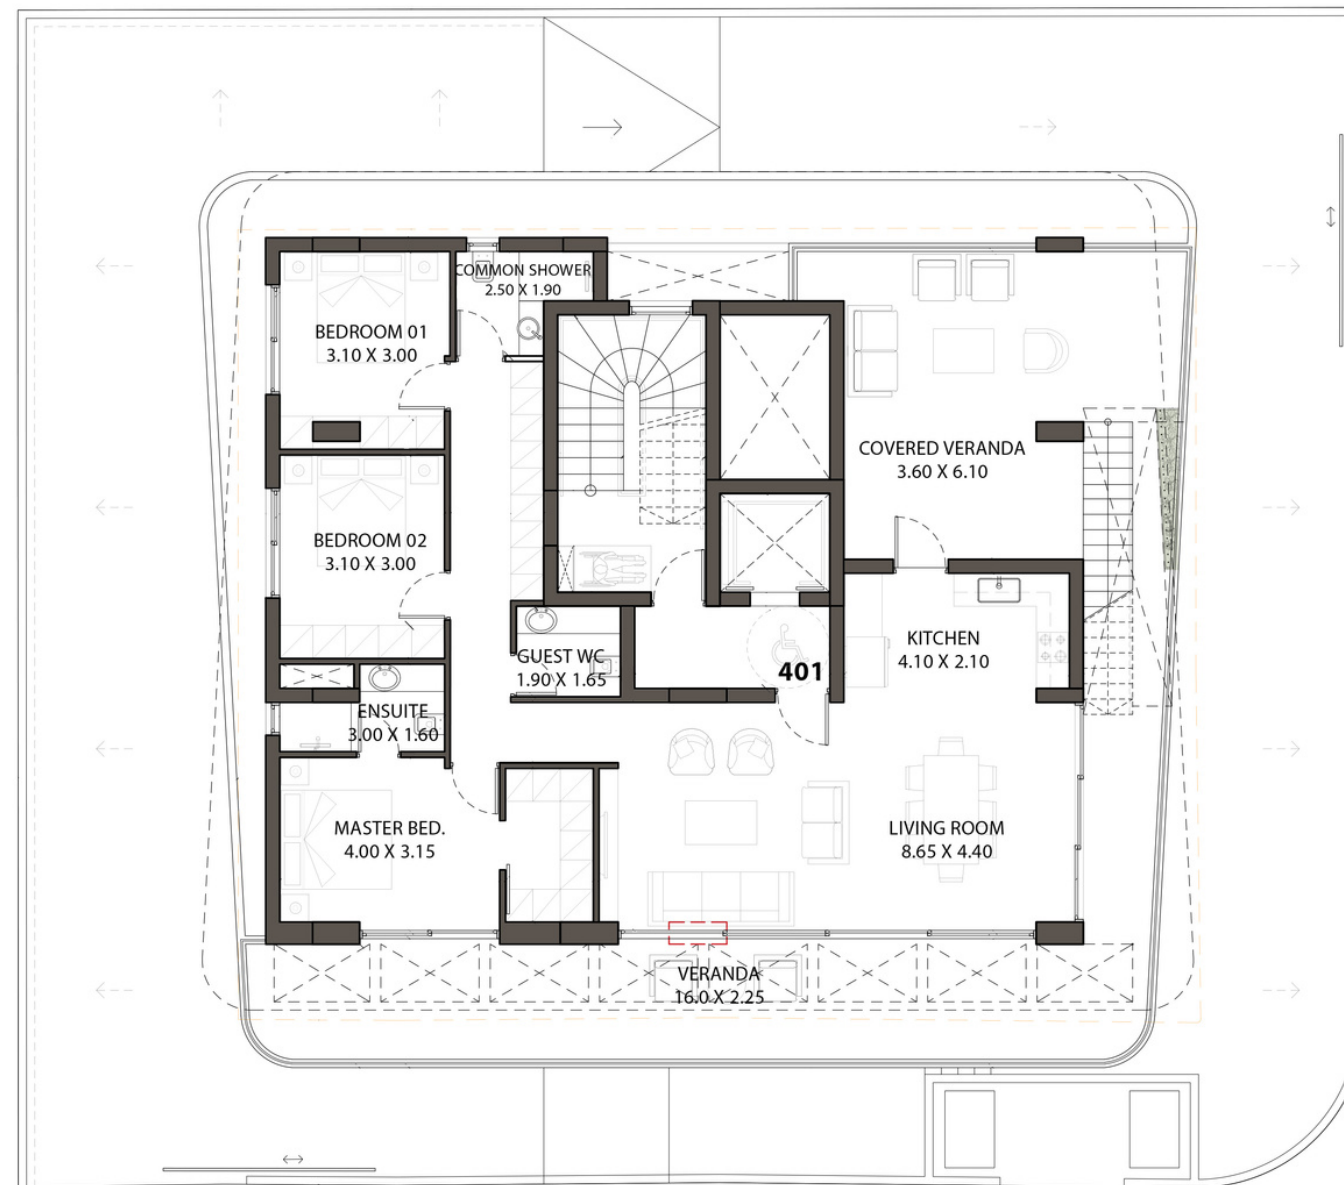 COMMON SHOWER
2.50 X 1.90
BEDROOM 01
3.10 X 3.00
COVERED VERANDA
3.60 X 6.10
BEDROOM 02
3.10 X 3.00
KITCHEN
4.10 X 2.10
GUEST WC
1.90 X 1.65
401
ENSUITE
3.00 X 1.60
MASTER BED.
4.00 X 3.15
LIVING ROOM
8.65 X 4.40
VERANDA
16.0 X 2.25